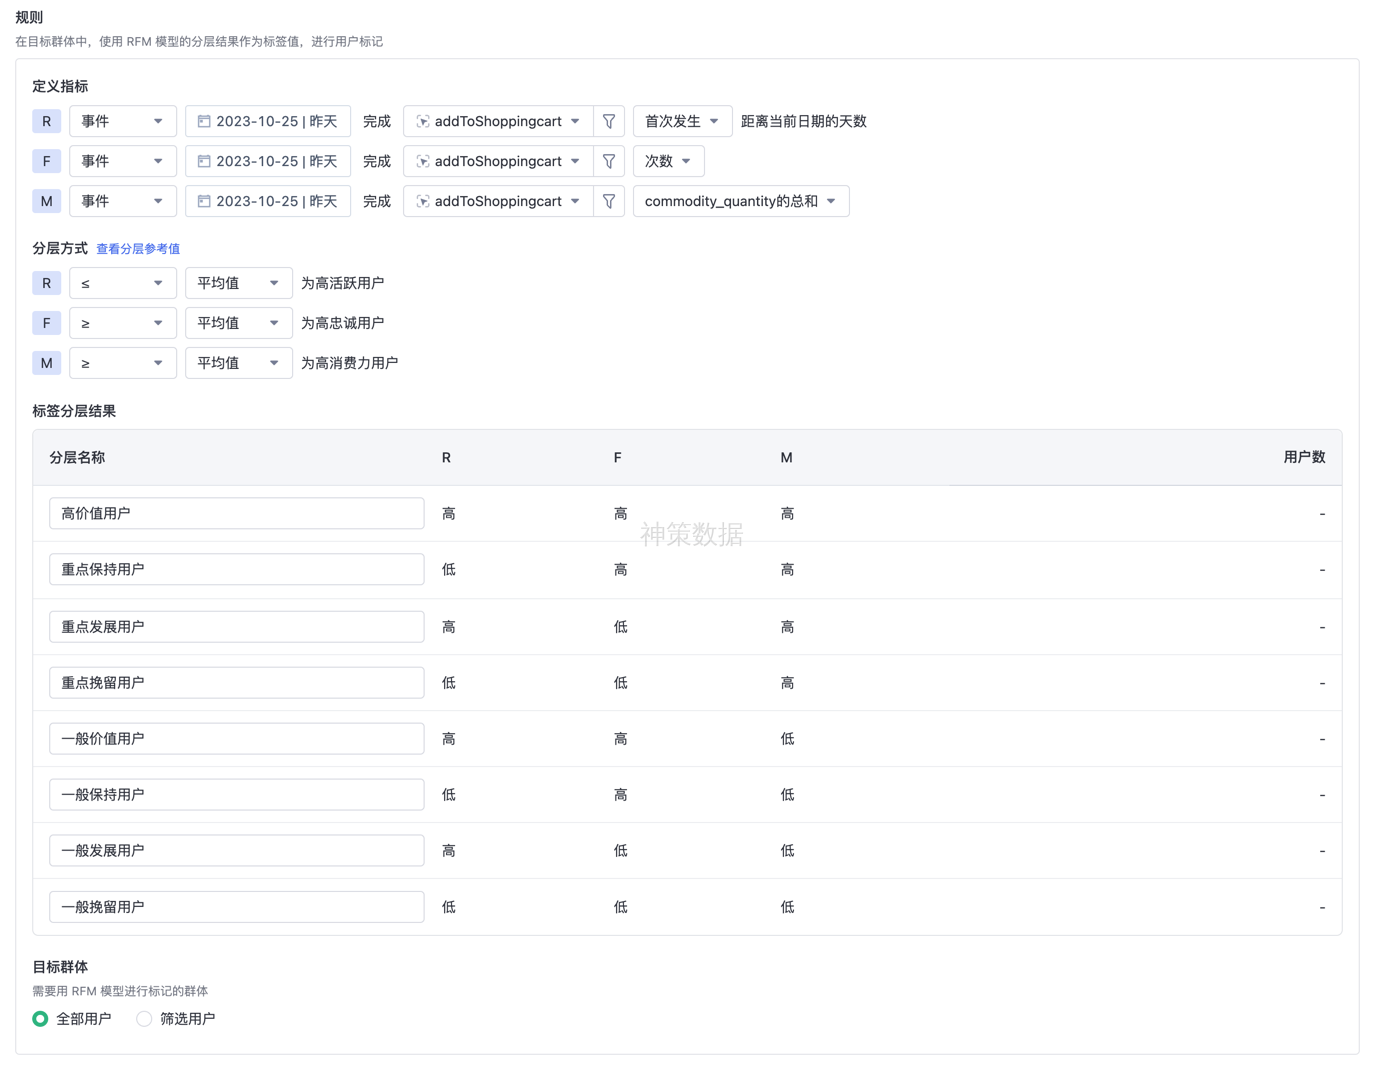 规则
在目标群体中，使用 RFM 模型的分层结果作为标签值，进行用户标记
定义指标
R 事件 2023-10-25 | 昨天 完成 addToShoppingcart 首次发生 距离当前日期的天数
F 事件 2023-10-25 | 昨天 完成 addToShoppingcart 次数
M 事件 2023-10-25 | 昨天 完成 addToShoppingcart commodity_quantity的总和
分层方式 查看分层参考值
R ≤ 平均值 为高活跃用户
F ≥ 平均值 为高忠诚用户
M ≥ 平均值 为高消费力用户
标签分层结果
分层名称 R F M 用户数
高价值用户 高 高 高 -
神策数据
重点保持用户 低 高 高 -
重点发展用户 高 低 高 -
重点挽留用户 低 低 高 -
一般价值用户 高 高 低 -
一般保持用户 低 高 低 -
一般发展用户 高 低 低 -
一般挽留用户 低 低 低 -
目标群体
需要用 RFM 模型进行标记的群体
全部用户 筛选用户